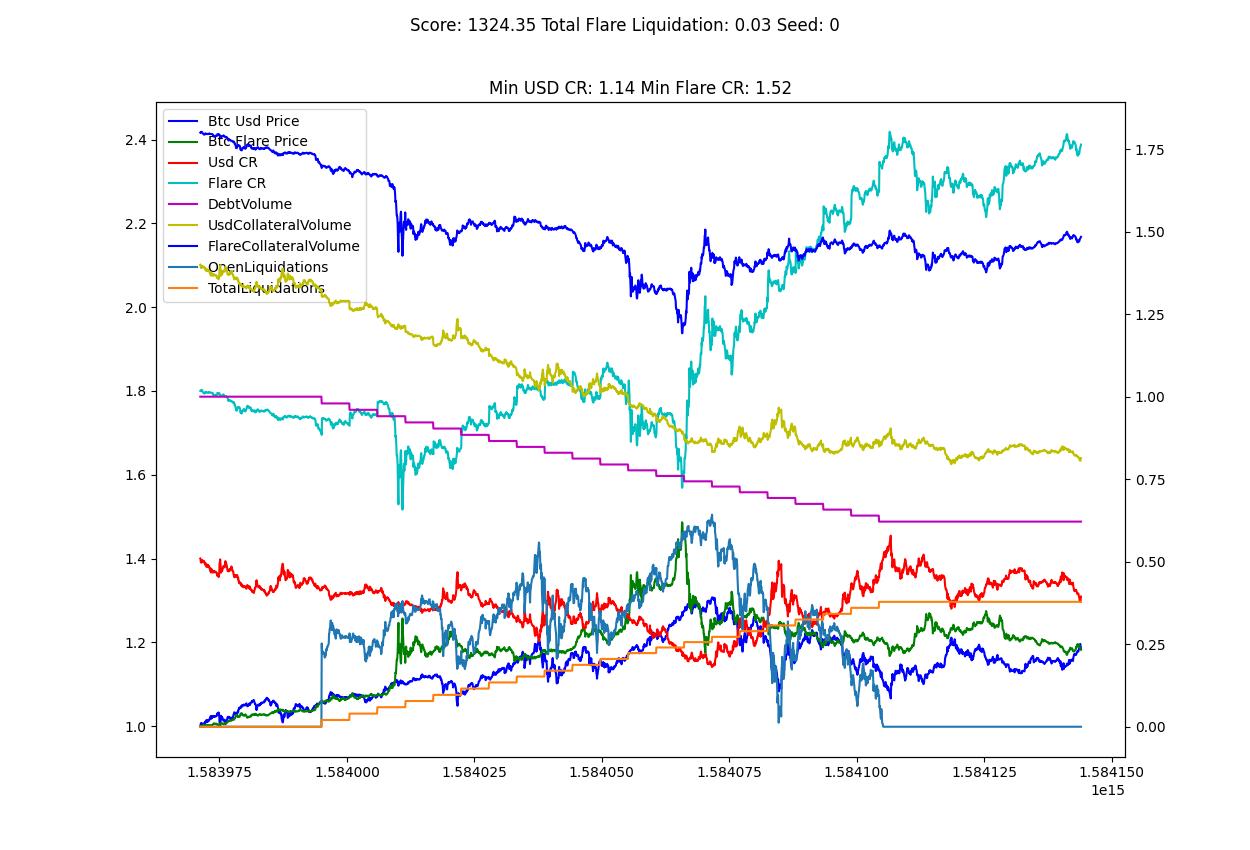 Score: 1324.35 Total Flare Liquidation: 0.03 Seed: 0
Min USD CR: 1.14 Min Flare CR: 1.52
Btc Usd Price
Btc Flare Price
Usd CR
Flare CR
DebtVolume
UsdCollateralVolume
FlareCollateralVolume
OpenLiquidations
TotalLiquidations
2.4
2.2
2.0
1.8
1.6
1.4
1.2
1.0
1.75
1.50
1.25
1.00
0.75
0.50
0.25
0.00
1.583975 1.584000 1.584025 1.584050 1.584075 1.584100 1.584125 1.584150
1e15